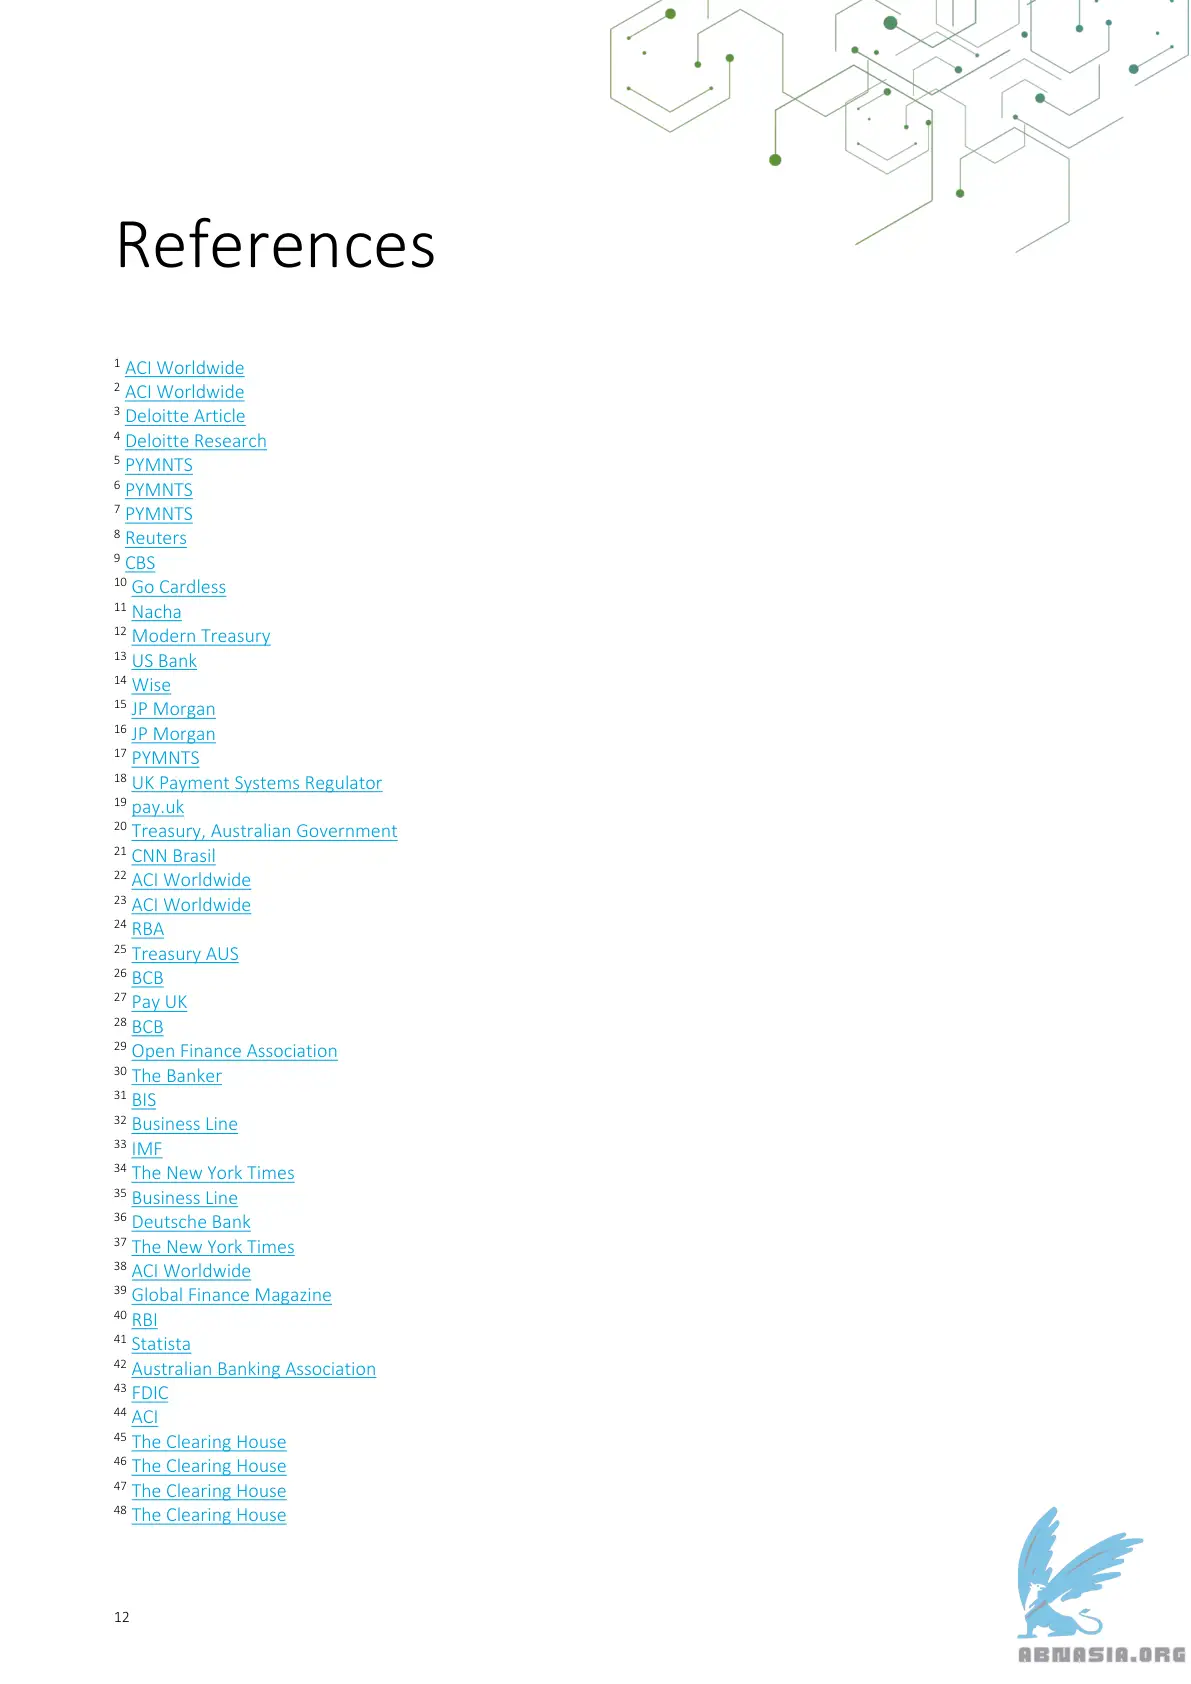 References
1 ACI Worldwide
2 ACI Worldwide
3 Deloitte Article
4 Deloitte Research
5 PYMNTS
6 PYMNTS
7 PYMNTS
8 Reuters
9 CBS
10 Go Cardless
11 Nacha
12 Modern Treasury
13 US Bank
14 Wise
15 JP Morgan
16 JP Morgan
17 PYMNTS
18 UK Payment Systems Regulator
19 pay.uk
20 Treasury, Australian Government
21 CNN Brasil
22 ACI Worldwide
23 ACI Worldwide
24 RBA
25 Treasury AUS
26 BCB
27 Pay UK
28 BCB
29 Open Finance Association
30 The Banker
31 BIS
32 Business Line
33 IMF
34 The New York Times
35 Business Line
36 Deutsche Bank
37 The New York Times
38 ACI Worldwide
39 Global Finance Magazine
40 RBI
41 Statista
42 Australian Banking Association
43 FDIC
44 ACI
45 The Clearing House
46 The Clearing House
47 The Clearing House
48 The Clearing House
12
ABNASIA.ORG